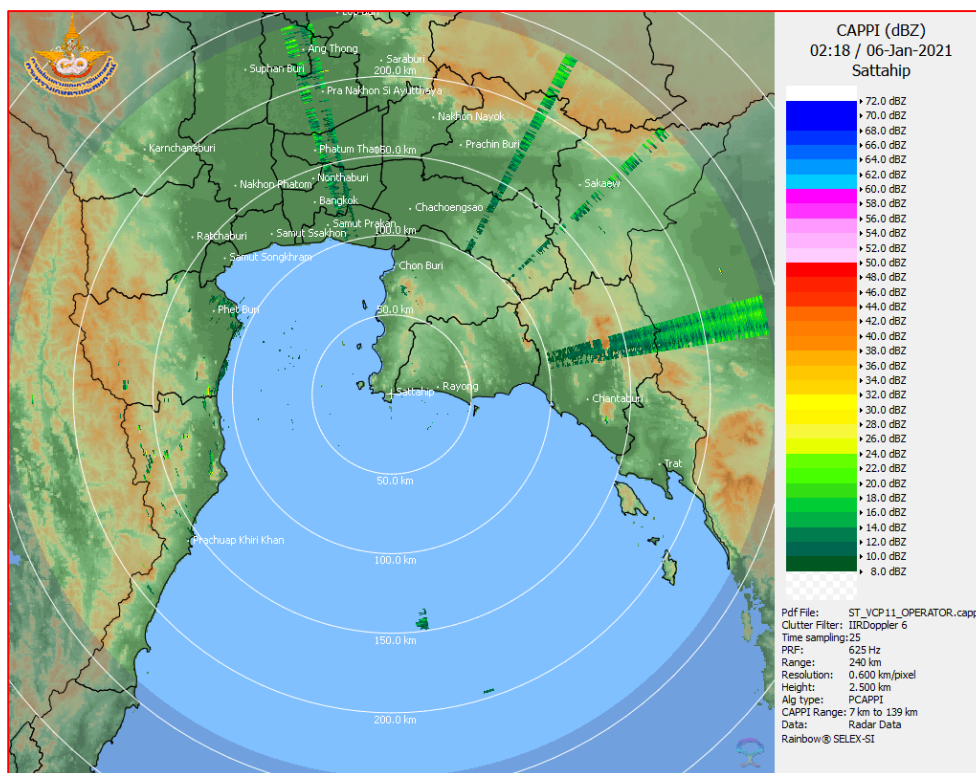 CAPPI (dBZ)
02:18 / 06-Jan-2021
Sattahip
72.0 dBZ
70.0 dBZ
68.0 dBZ
66.0 dBZ
64.0 dBZ
62.0 dBZ
60.0 dBZ
58.0 dBZ
56.0 dBZ
54.0 dBZ
52.0 dBZ
50.0 dBZ
48.0 dBZ
46.0 dBZ
44.0 dBZ
42.0 dBZ
40.0 dBZ
38.0 dBZ
36.0 dBZ
34.0 dBZ
32.0 dBZ
30.0 dBZ
28.0 dBZ
26.0 dBZ
24.0 dBZ
22.0 dBZ
20.0 dBZ
18.0 dBZ
16.0 dBZ
14.0 dBZ
12.0 dBZ
10.0 dBZ
8.0 dBZ
Pdf File: ST_VCP11_OPERATOR.capp
Clutter Filter: IIRDoppler 6
Time sampling:25
PRF: 625 Hz
Range: 240 km
Resolution: 0.600 km/pixel
Height: 2.500 km
Alg type: PCAPPI
CAPPI Range: 7 km to 139 km
Data: Radar Data
Rainbow® SELEX-SI
Ang Thong
Saraburi
Suphan Buri
200.0 km
Pra Nakhon Si Ayutthaya
Nakhon Nayok
Karnchanaburi
Phatum Thani
150.0 km
Prachin Buri
Nonthaburi
Nakhon Phatom
Sakaew
Bangkok
Chachoengsao
Samut Prakan
Ratchaburi
Samut Ssakhon
100.0 km
Samut Songkhram
Chon Buri
Phet Buri
50.0 km
Sattahip
Rayong
Chantaburi
Trat
50.0 km
Prachuap Khiri Khan
100.0 km
150.0 km
200.0 km